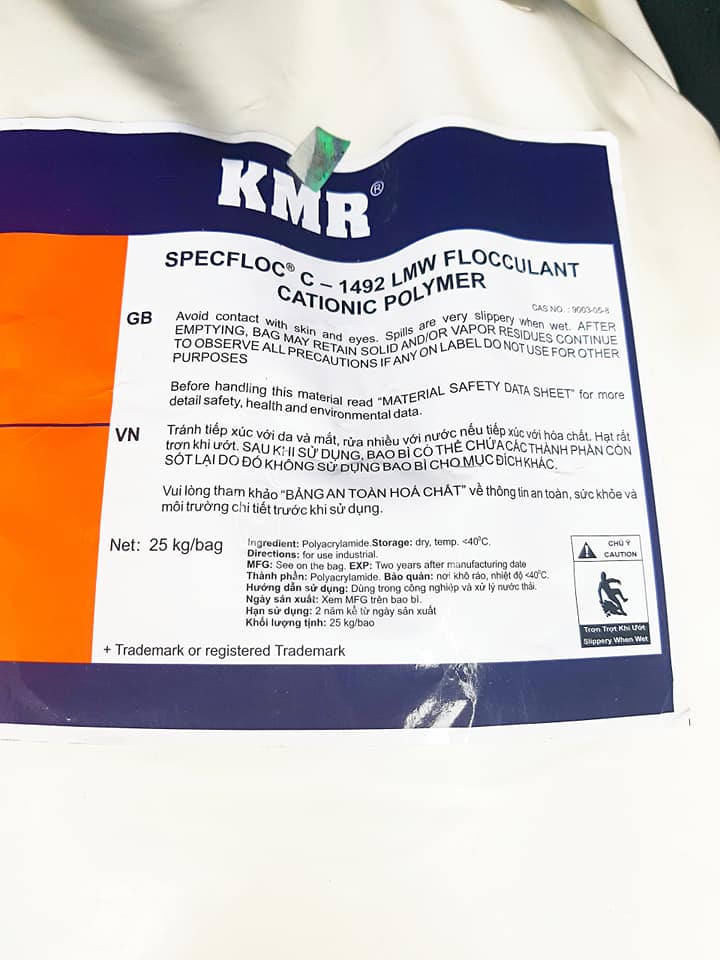 KMR®
SPECFLOC® C – 1492 LMW FLOCCULANT
CATIONIC POLYMER
CAS NO. : 9003-05-8
GB
Avoid contact with skin and eyes. Spills are very slippery when wet. AFTER
EMPTYING, BAG MAY RETAIN SOLID AND/OR VAPOR RESIDUES CONTINUE
TO OBSERVE ALL PRECAUTIONS IF ANY ON LABEL DO NOT USE FOR OTHER
PURPOSES
Before handling this material read “MATERIAL SAFETY DATA SHEET” for more
detail safety, health and environmental data.
VN
Tránh tiếp xúc với da và mắt, rửa nhiều với nước nếu tiếp xúc với hóa chất. Hạt rất
trơn khi ướt. SAU KHI SỬ DỤNG, BAO BÌ CÓ THỂ CHỨA CÁC THÀNH PHẦN CÒN
SÓT LẠI DO ĐÓ KHÔNG SỬ DỤNG BAO BÌ CHO MỤC ĐÍCH KHÁC.
Vui lòng tham khảo “BẢNG AN TOÀN HOÁ CHẤT” về thông tin an toàn, sức khỏe và
môi trường chi tiết trước khi sử dụng.
Net: 25 kg/bag
Ingredient: Polyacrylamide. Storage: dry, temp. <40⁰C.
Directions: for use industrial.
MFG: See on the bag. EXP: Two years after manufacturing date
Thành phần: Polyacrylamide. Bảo quản: nơi khô ráo, nhiệt độ <40⁰C.
Hướng dẫn sử dụng: Dùng trong công nghiệp và xử lý nước thải.
Ngày sản xuất: Xem MFG trên bao bì.
Hạn sử dụng: 2 năm kể từ ngày sản xuất
Khối lượng tịnh: 25 kg/bao
CHÚ Ý
CAUTION
Trơn Trợt Khi Ướt
Slippery When Wet
+ Trademark or registered Trademark